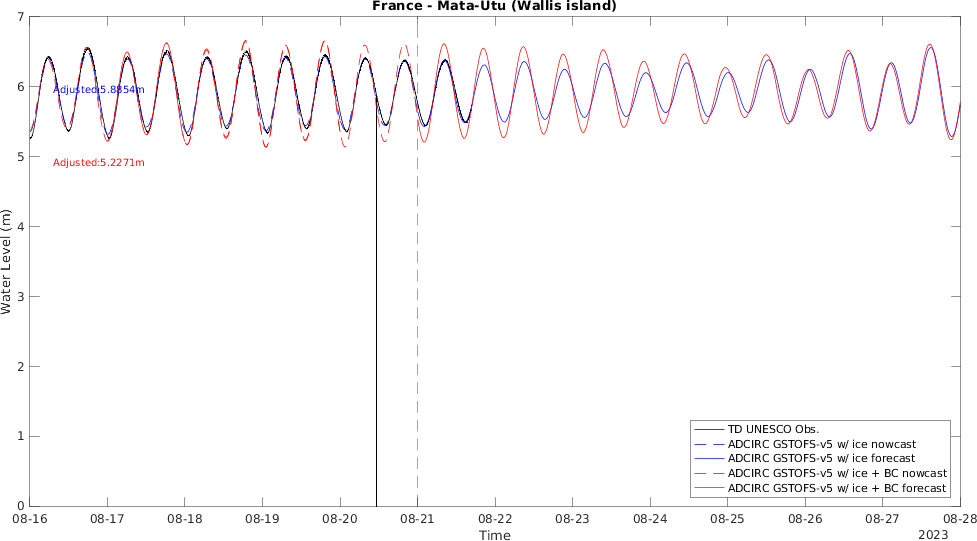 France - Mata-Utu (Wallis island)
7
6
5
4
3
2
1
0
Water Level (m)
Adjusted:5.8854m
Adjusted:5.2271m
TD UNESCO Obs.
ADCIRC GSTOFS-v5 w/ ice nowcast
ADCIRC GSTOFS-v5 w/ ice forecast
ADCIRC GSTOFS-v5 w/ ice + BC nowcast
ADCIRC GSTOFS-v5 w/ ice + BC forecast
08-16 08-17 08-18 08-19 08-20 08-21 08-22 08-23 08-24 08-25 08-26 08-27 08-28
Time
2023